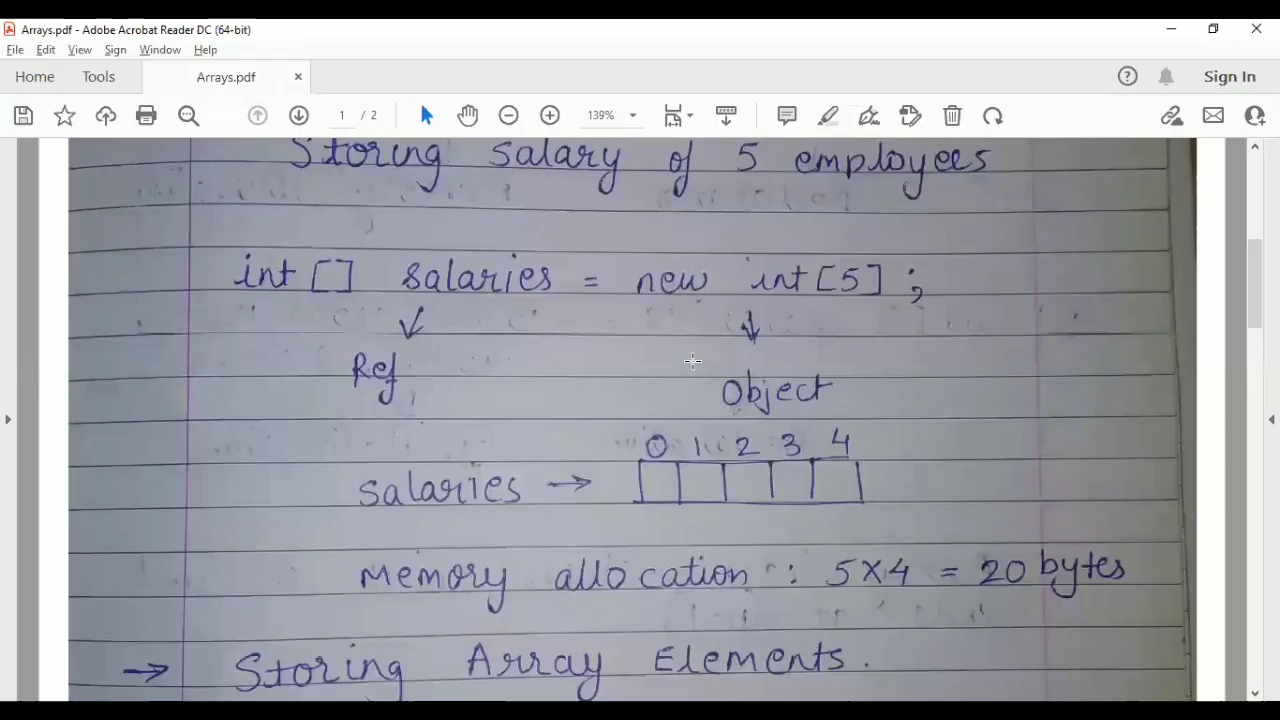 Arrays.pdf - Adobe Acrobat Reader DC (64-bit)
File Edit View Sign Window Help
Home Tools Arrays.pdf × Sign In
1 / 2 139%
Storing salary of 5 employees
int [] salaries = new int [5] ;
Ref Object
0 1 2 3 4
salaries →
Memory allocation : 5×4 = 20 bytes
→ Storing Array Elements.